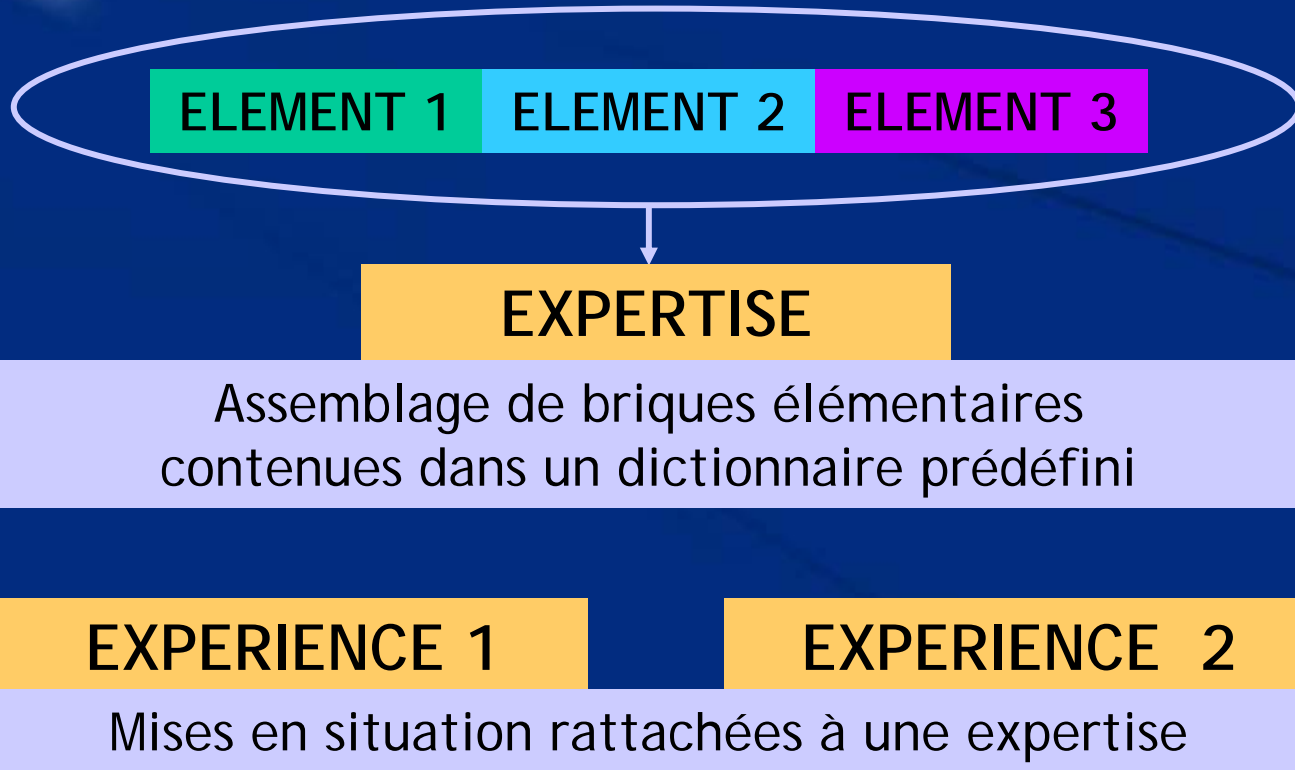 ELEMENT 1 ELEMENT 2 ELEMENT 3
EXPERTISE
Assemblage de briques élémentaires
contenues dans un dictionnaire prédéfini
EXPERIENCE 1 EXPERIENCE 2
Mises en situation rattachées à une expertise